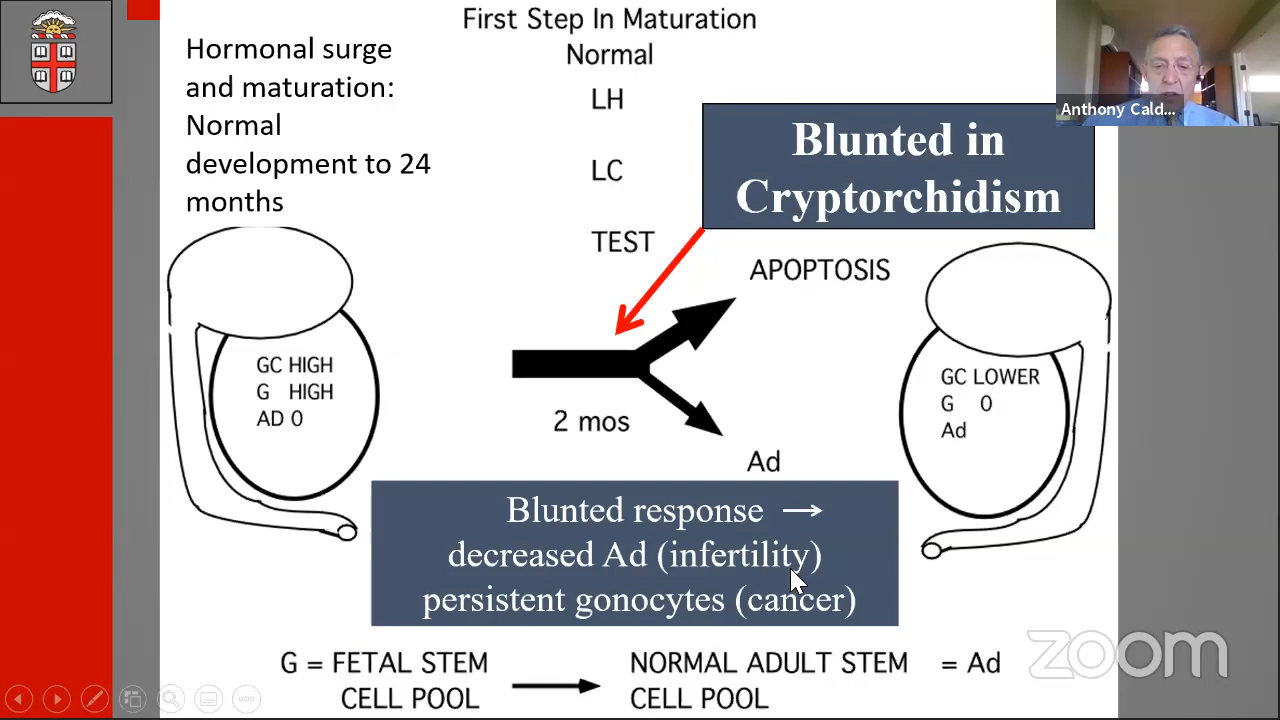 First Step In Maturation
Normal
Hormonal surge
and maturation:
Normal
development to 24
months
LH
LC
TEST
Blunted in
Cryptorchidism
Anthony Cald...
APOPTOSIS
GC HIGH
G HIGH
AD 0
2 mos
Ad
GC LOWER
G 0
Ad
Blunted response →
decreased Ad (infertility)
persistent gonocytes (cancer)
G = FETAL STEM
CELL POOL
NORMAL ADULT STEM = Ad
CELL POOL
zoom